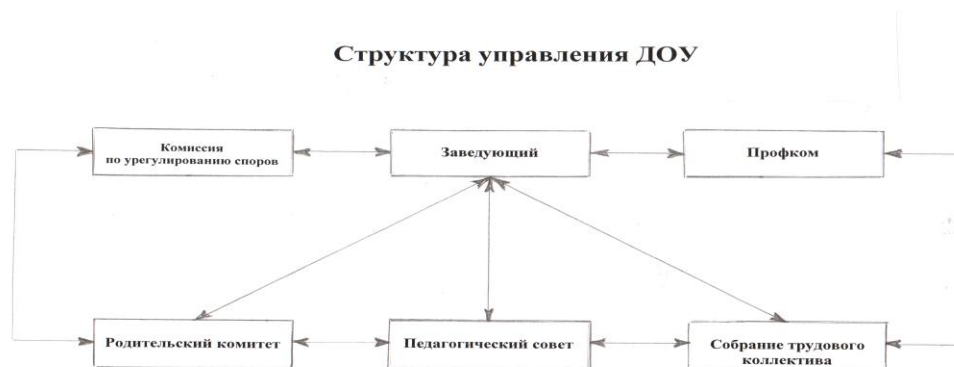 Структура управления ДОУ
Комиссия
по урегулированию споров
Заведующий
Профком
Родительский комитет
Педагогический совет
Собрание трудового
коллектива